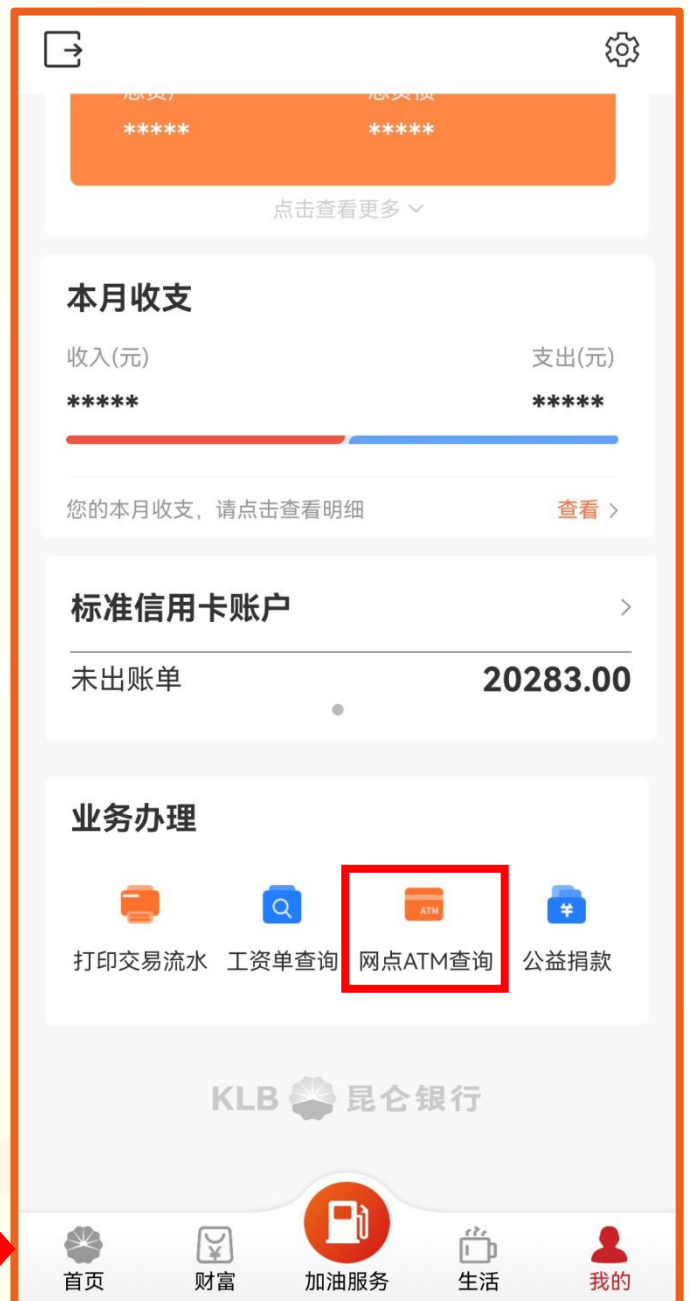 ***** *****
点击查看更多
本月收支
收入(元) 支出(元)
***** *****
您的本月收支，请点击查看明细 查看
标准信用卡账户
未出账单 20283.00
业务办理
ATM
打印交易流水 工资单查询 网点ATM查询 公益捐款
KLB 昆仑银行
首页 财富 加油服务 生活 我的